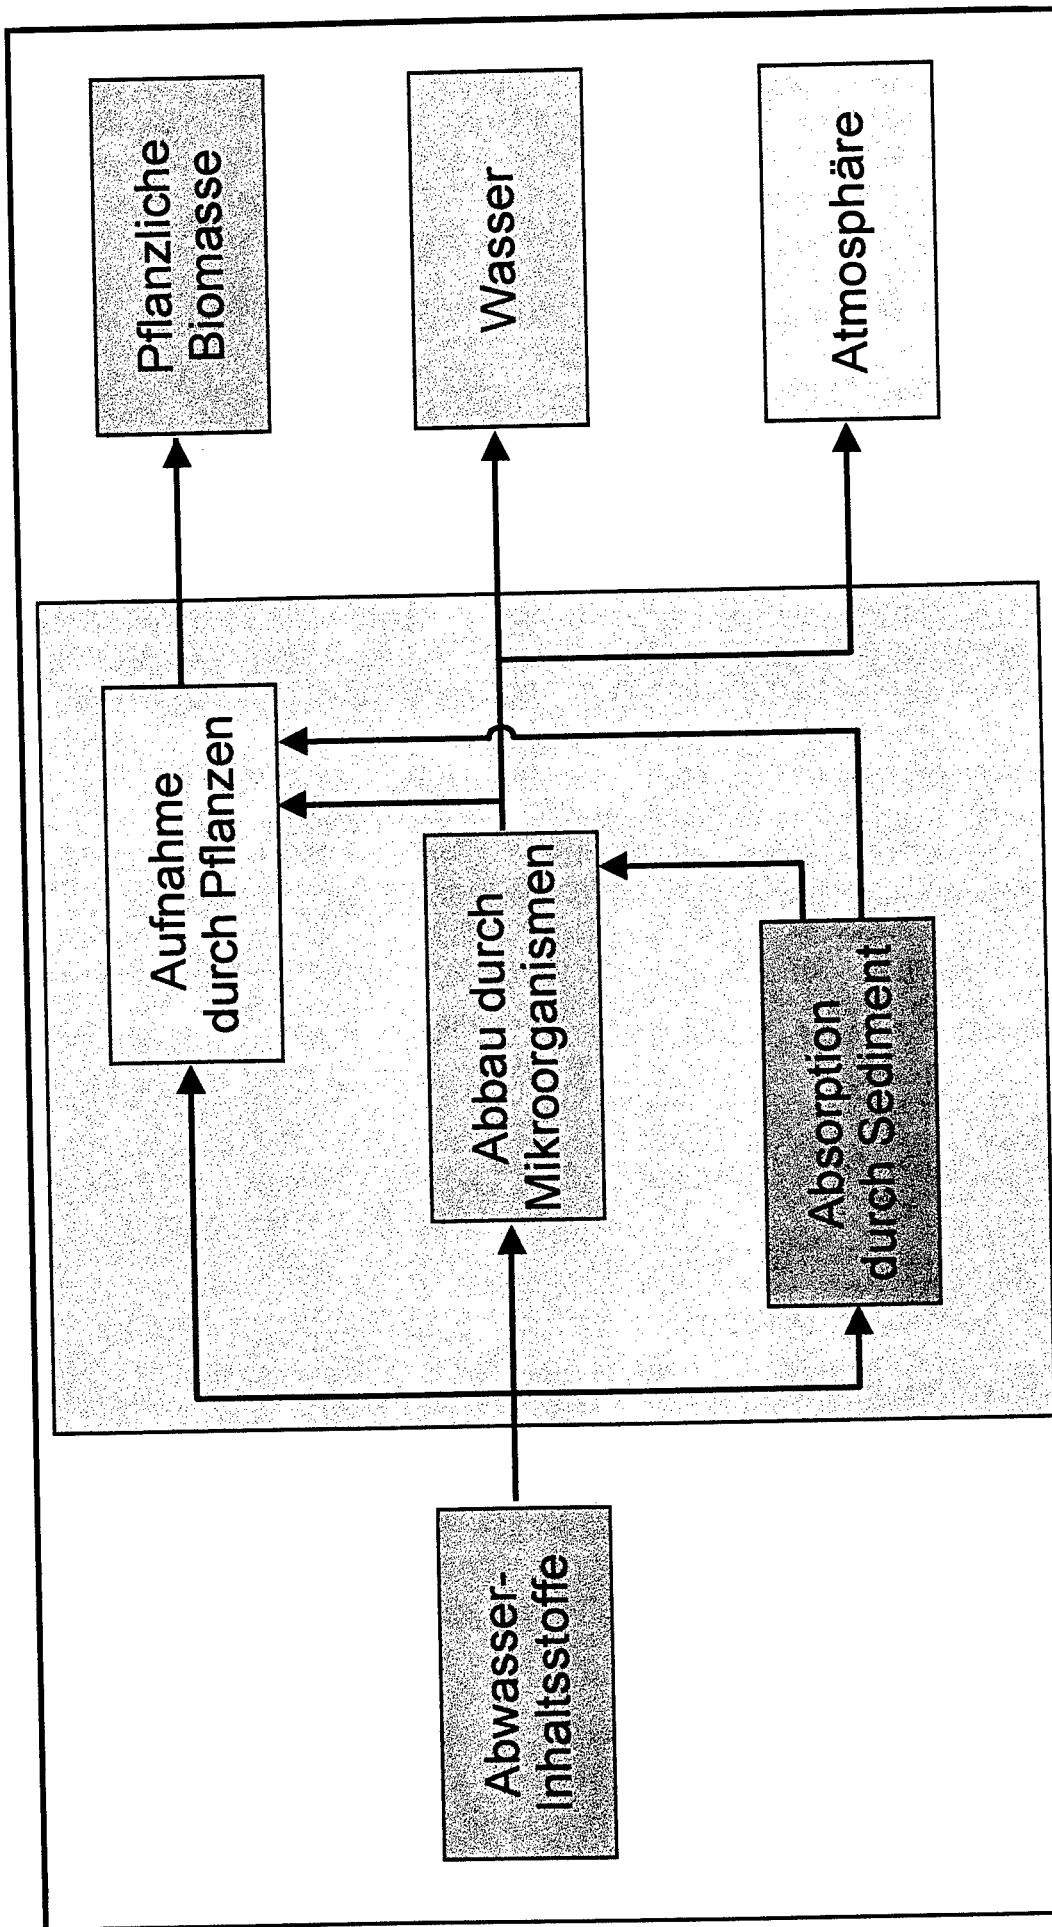 Abwasser-
Inhaltsstoffe
Aufnahme
durch Pflanzen
Abbau durch
Mikroorganismen
Absorption
durch Sediment
Pflanzliche
Biomasse
Wasser
Atmosphäre